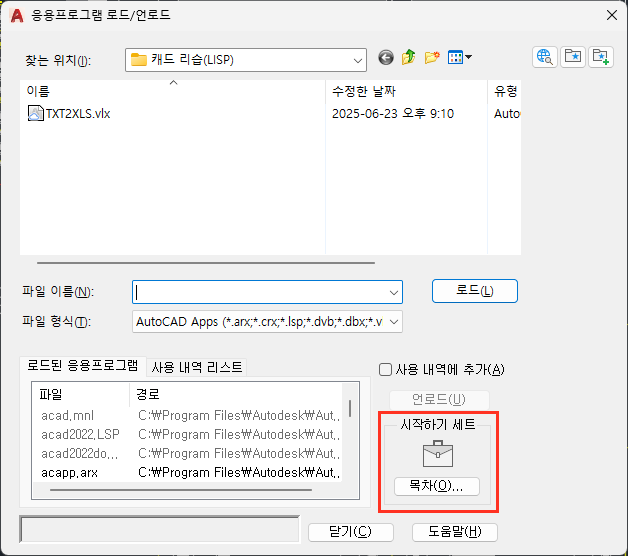 응용프로그램 로드/언로드
찾는 위치(I):
캐드 리습(LISP)
이름 수정한 날짜 유형
TXT2XLS.vlx 2025-06-23 오후 9:10 Auto
파일 이름(N):
로드(L)
파일 형식(T):
AutoCAD Apps (*.arx;*.crx;*.lsp;*.dvb;*.dbx;*.v
로드된 응용프로그램 사용 내역 리스트
사용 내역에 추가(A)
파일 경로
언로드(U)
acad.mnl C:\Program Files\Autodesk\Aut..
acad2022.LSP C:\Program Files\Autodesk\Aut..
acad2022do... C:\Program Files\Autodesk\Aut..
acapp.arx C:\Program Files\Autodesk\Aut..
시작하기 세트
목차(O)...
닫기(C)
도움말(H)